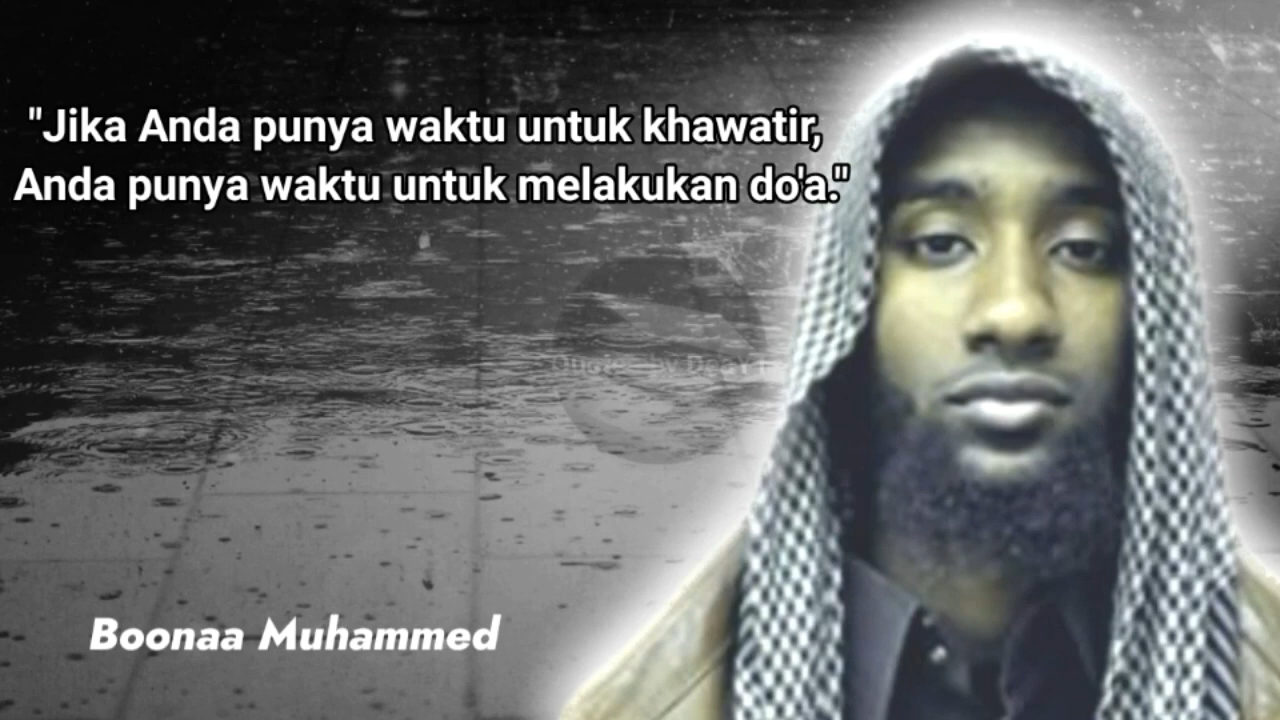 "Jika Anda punya waktu untuk khawatir,
Anda punya waktu untuk melakukan do'a."
Boonaa Muhammed